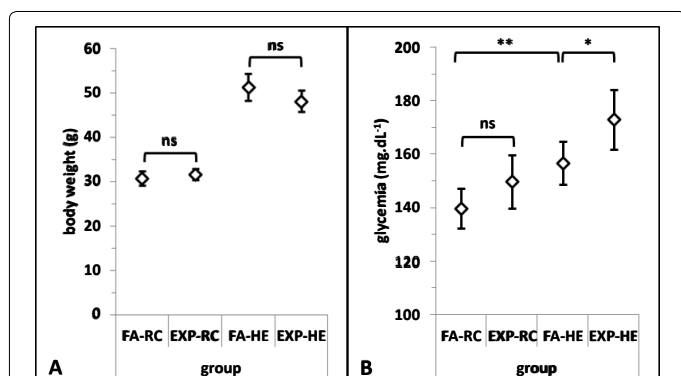 60
50
40
30
20
10
0
body weight (g)
ns
ns
FA-RC EXP-RC FA-HE EXP-HE
group
A
200
180
160
140
120
100
glycemia (mg.dL-1)
** *
ns
FA-RC EXP-RC FA-HE EXP-HE
group
B